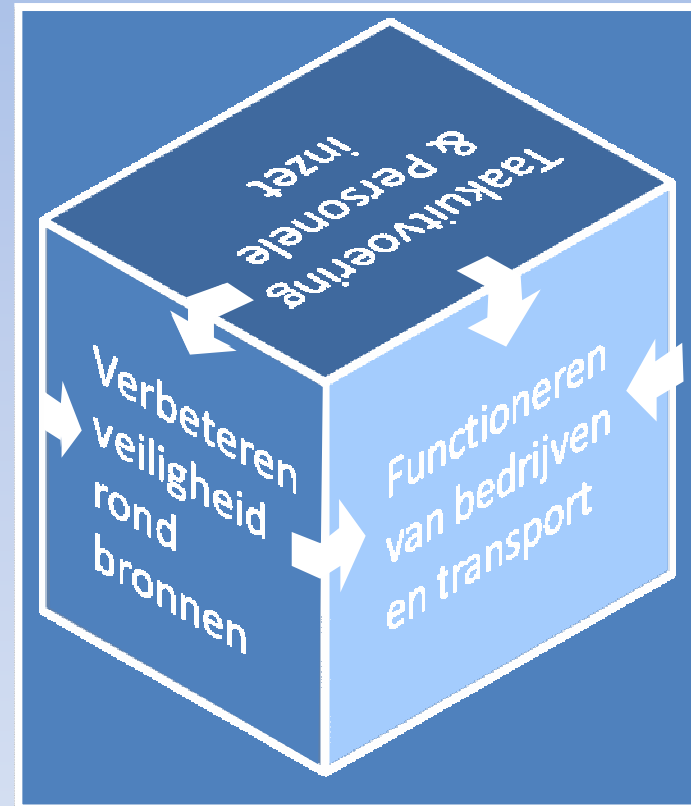 Taakuitvoering
& Personele
inzet
Verbeteren
veiligheid
rond
bronnen
Functioneren
van bedrijven
en transport